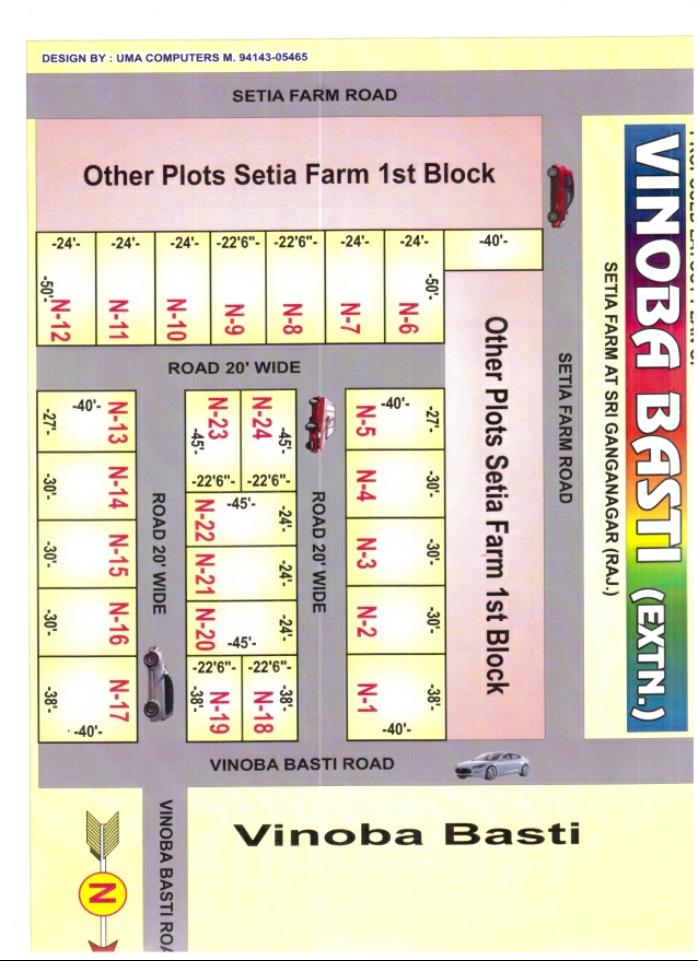 PROPOSED LAYOUT PLAN OF
VINOBA BASTI (EXTN.)
SETIA FARM AT SRI GANGANAGAR (RAJ.)
SETIA FARM ROAD
Other Plots Setia Farm 1st Block
-40'-
Other Plots Setia Farm 1st Block
SETIA FARM ROAD
DESIGN BY : UMA COMPUTERS M. 94143-05465
-50'-
-24'-
N-6
-24'-
N-7
-22'6"-
N-8
-22'6"-
N-9
-24'-
N-10
-24'-
N-11
-24'-
N-12
-50'-
ROAD 20' WIDE
-27'- -30'- -30'- -30'- -38'-
-40'- -40'-
N-5 N-4 N-3 N-2 N-1
ROAD 20' WIDE
-45'- -22'6"- -24'- -24'- -24'- -22'6"- -38'-
N-24 N-18
-45'- -45'-
N-23 -22'6"- N-22 N-21 N-20 -22'6"- N-19
-45'- -38'-
ROAD 20' WIDE
N-13 N-14 N-15 N-16 N-17
-40'- -40'-
-27'- -30'- -30'- -30'- -38'-
VINOBA BASTI ROAD
Vinoba Basti
VINOBA BASTI ROA
N